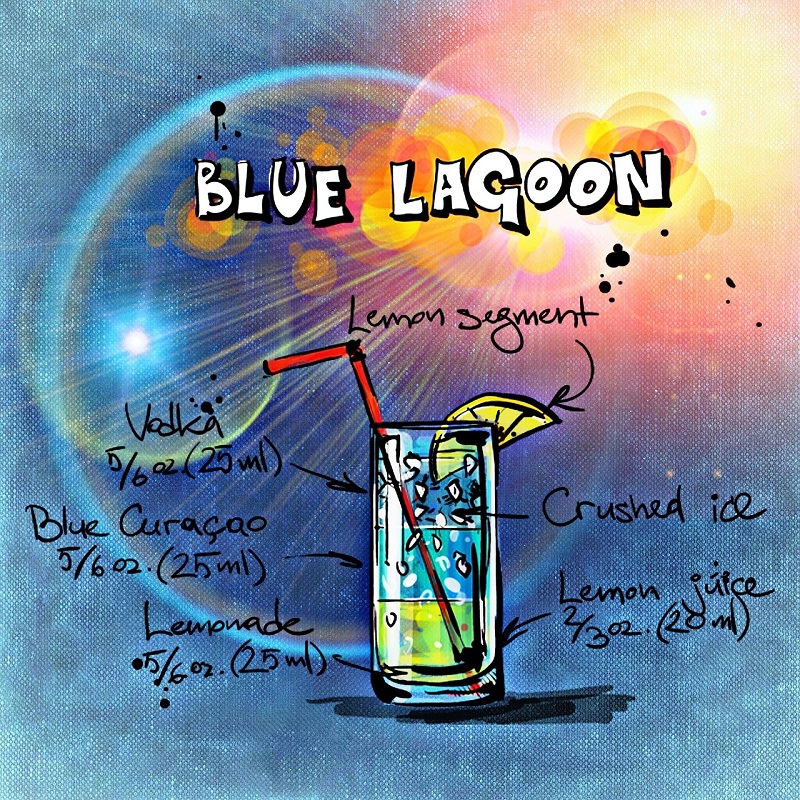 BLUE LAGOON
Lemon segment
Vodka
5/6 oz (25 ml)
Blue Curaçao
5/6 oz. (25 ml)
Lemonade
5/6 oz. (25 ml)
Crushed ice
Lemon júice
2/3 oz. (20 ml)